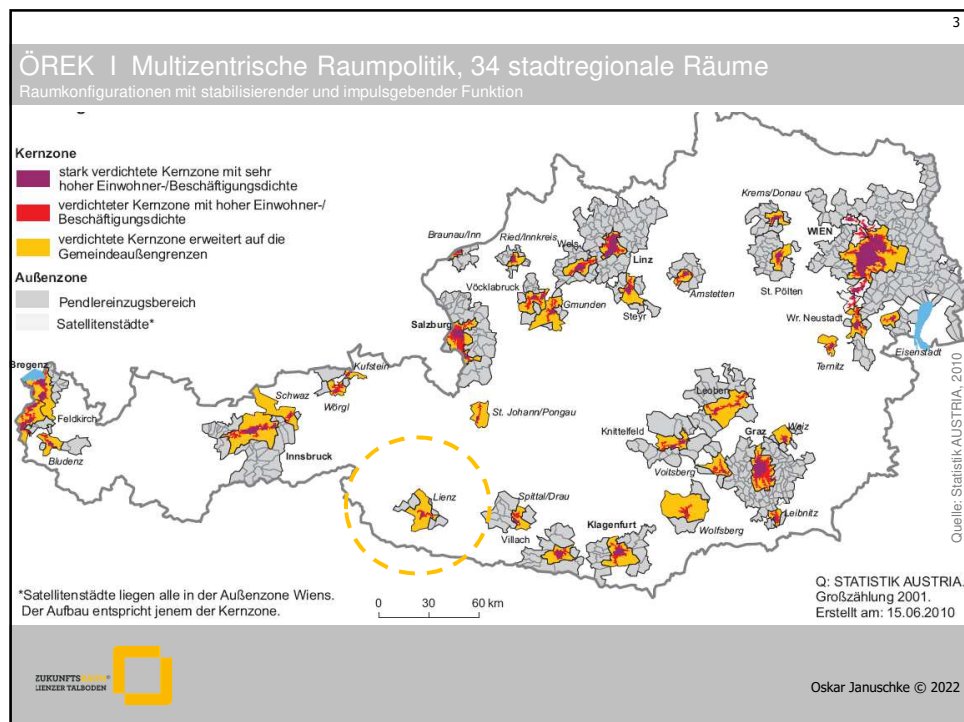 3
ÖREK I Multizentrische Raumpolitik, 34 stadtregionale Räume
Raumkonfigurationen mit stabilisierender und impulsgebender Funktion
Kernzone
stark verdichtete Kernzone mit sehr
hoher Einwohner-/Beschäftigungsdichte
verdichteter Kernzone mit hoher Einwohner-/
Beschäftigungsdichte
verdichtete Kernzone erweitert auf die
Gemeindeaußengrenzen
Außenzone
Pendlereinzugsbereich
Satellitenstädte*
Krems/Donau
WIEN
Braunau/Inn
Ried/Innkreis
Wels
Linz
Vöcklabruck
Gmunden
Steyr
Amstetten
St. Pölten
Salzburg
Wr. Neustadt
Eisenstadt
Ternitz
Bregenz
Kufstein
Schwaz
Wörgl
St. Johann/Pongau
Leoben
Feldkirch
Bludenz
Innsbruck
Knittelfeld
Graz
Weiz
Voitsberg
Lienz
Spittal/Drau
Villach
Klagenfurt
Wolfsberg
Leibnitz
Quelle: Statistik AUSTRIA, 2010
*Satellitenstädte liegen alle in der Außenzone Wiens.
Der Aufbau entspricht jenem der Kernzone.
0 30 60 km
Q: STATISTIK AUSTRIA.
Großzählung 2001.
Erstellt am: 15.06.2010
ZUKUNFTS
LIENZER TALBODEN
Oskar Januschke © 2022